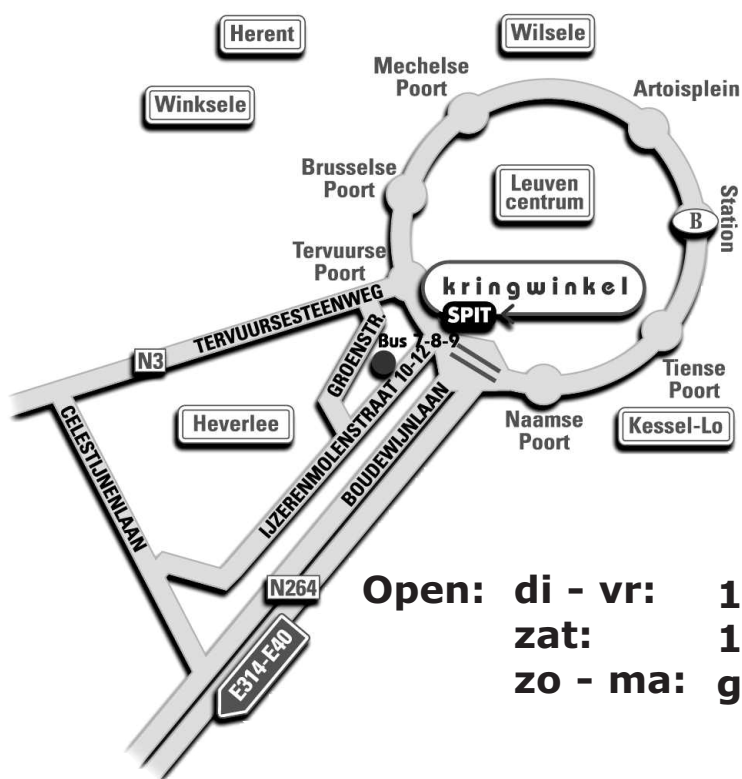 Herent
Wilsele
Mechelse
Poort
Artoisplein
Winksele
Brusselse
Poort
Leuven
centrum
Station
B
Tervuurse
Poort
kringwinkel
SPIT
TERVUURSESTEENWEG
GROENSTR.
Bus 7-8-9
N3
Tiense
Poort
Naamse
Poort
Kessel-Lo
Heverlee
CELESTIJNENLAAN
IJZERENMOLENSTRAAT 10-12
BOUDEWIJNLAAN
N264
E314-E40
Open: di - vr: 1
zat: 1
zo - ma: g